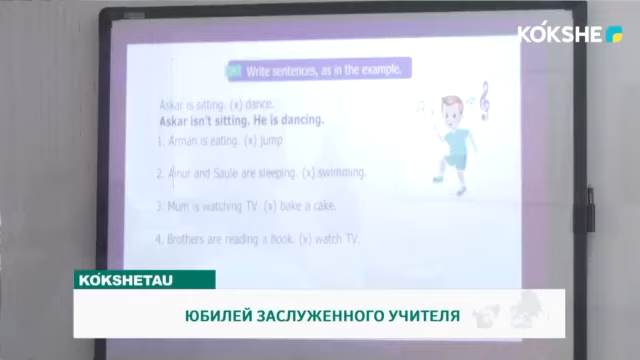 KÓKSHE
Write sentences, as in the example.
Askar is sitting. (x) dance.
Askar isn't sitting. He is dancing.
1. Arman is eating. (x) jump
2. Ainur and Saule are sleeping. (x) swimming.
3. Mum is watching TV (x) bake a cake.
4. Brothers are reading a book. (x) watch TV.
KÓKSHETAU
ЮБИЛЕЙ ЗАСЛУЖЕННОГО УЧИТЕЛЯ